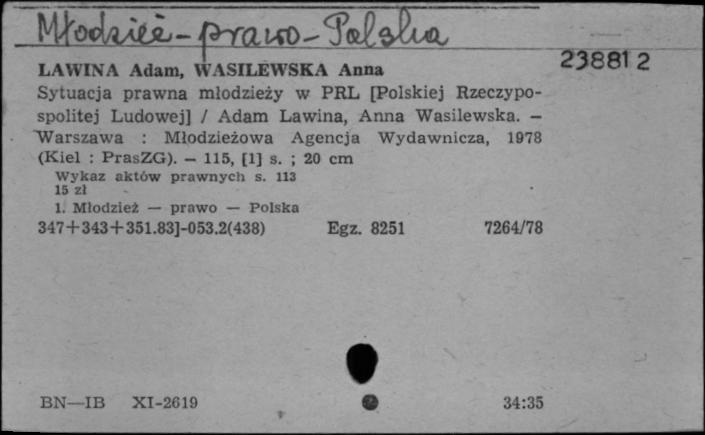 Młodzież - prawo - Polska
238812
LAWINA Adam, WASILEWSKA Anna
Sytuacja prawna młodzieży w PRL [Polskiej Rzeczypo-
spolitej Ludowej] / Adam Lawina, Anna Wasilewska. —
Warszawa : Młodzieżowa Agencja Wydawnicza, 1978
(Kiel : PrasZG). — 115, [1] s. ; 20 cm
Wykaz aktów prawnych s. 113
15 zł
1. Młodzież — prawo — Polska
347+343+351.83]-053.2(438) Egz. 8251 7264/78
BN—IB XI-2619 34:35